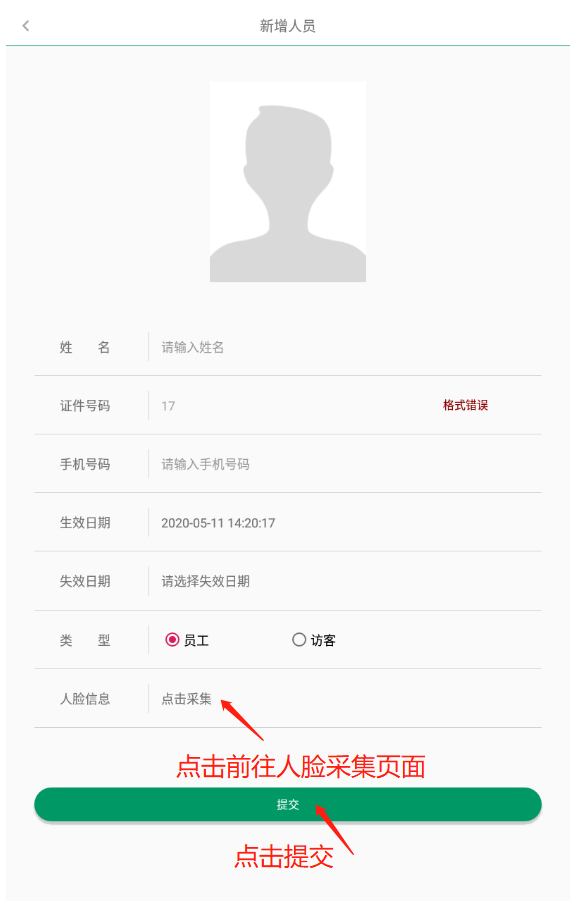 新增人员
姓 名 请输入姓名
证件号码 17 格式错误
手机号码 请输入手机号码
生效日期 2020-05-11 14:20:17
失效日期 请选择失效日期
类 型 员工 访客
人脸信息 点击采集
点击前往人脸采集页面
提交
点击提交